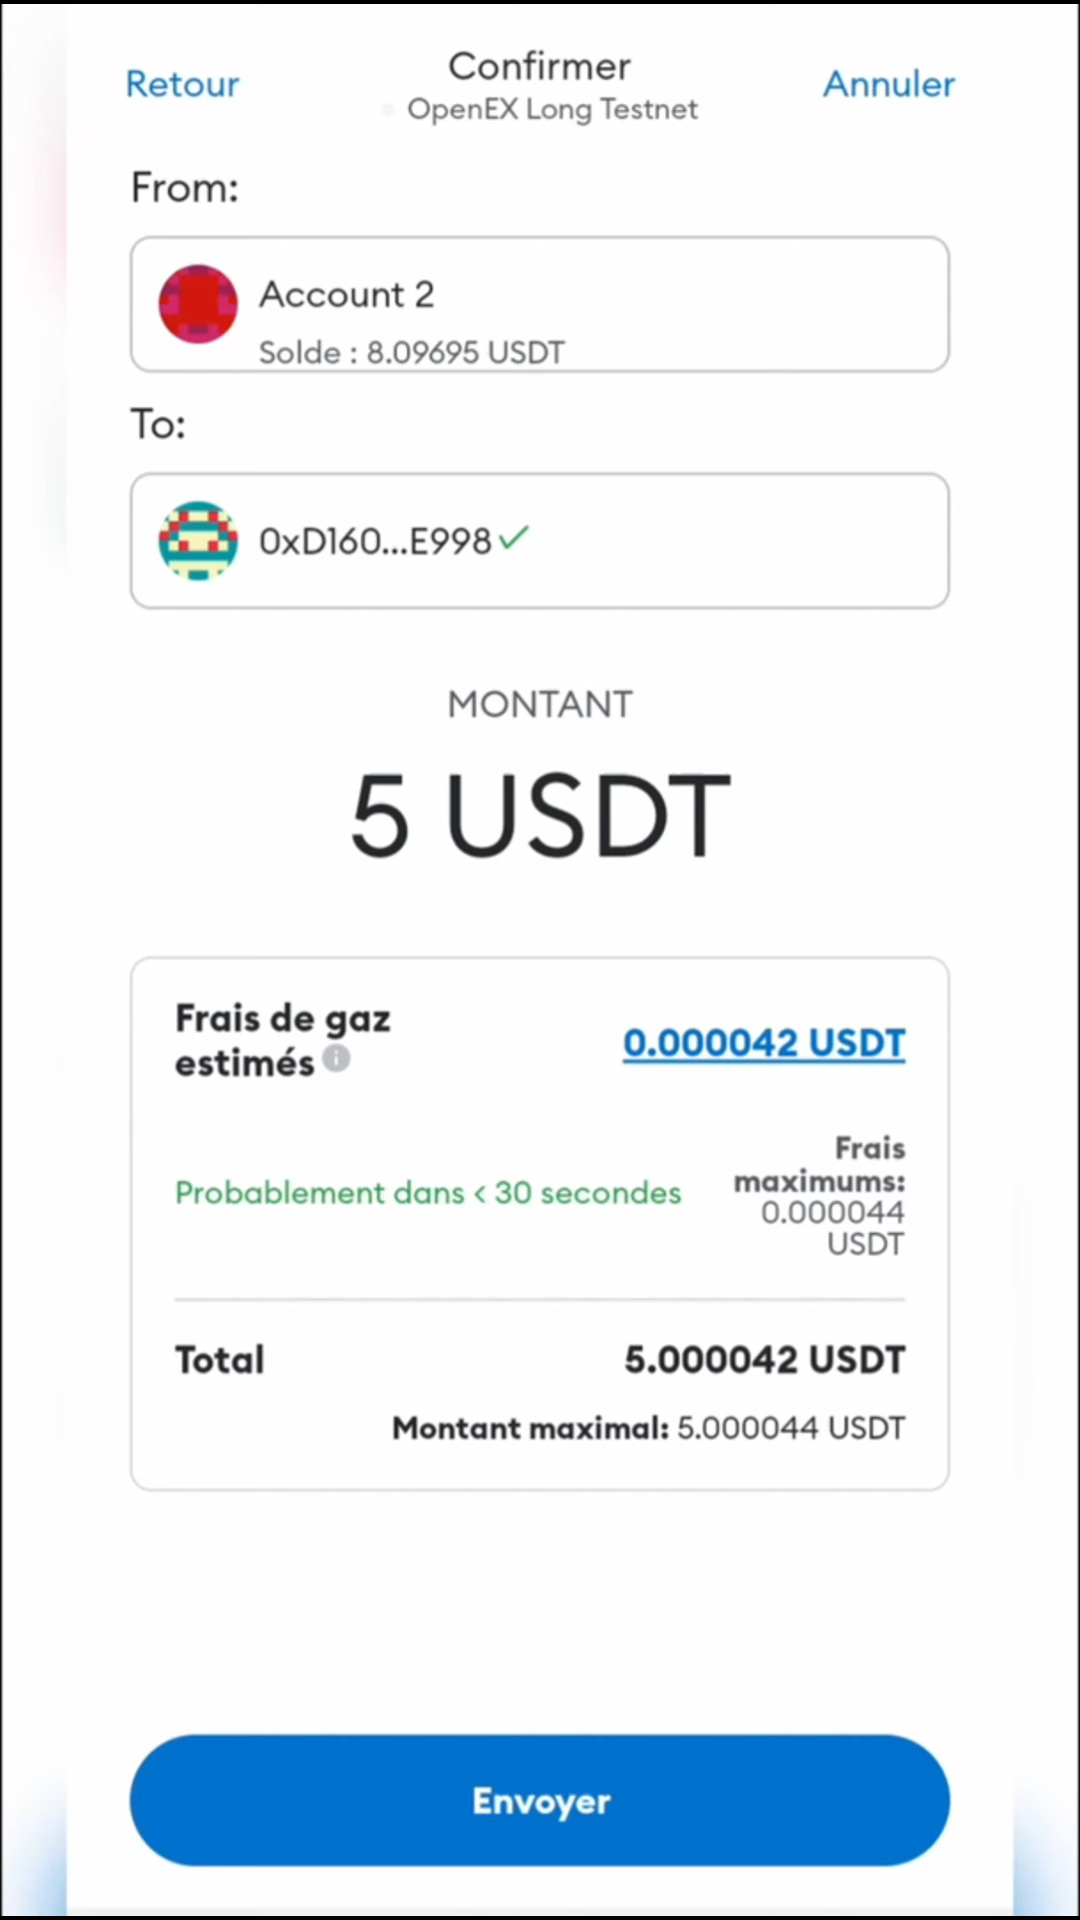 Retour
Confirmer
Annuler
OpenEX Long Testnet
From:
Account 2
Solde : 8.09695 USDT
To:
0xD160...E998
MONTANT
5 USDT
Frais de gaz
estimés
0.000042 USDT
Probablement dans < 30 secondes
Frais
maximums:
0.000044
USDT
Total
5.000042 USDT
Montant maximal: 5.000044 USDT
Envoyer